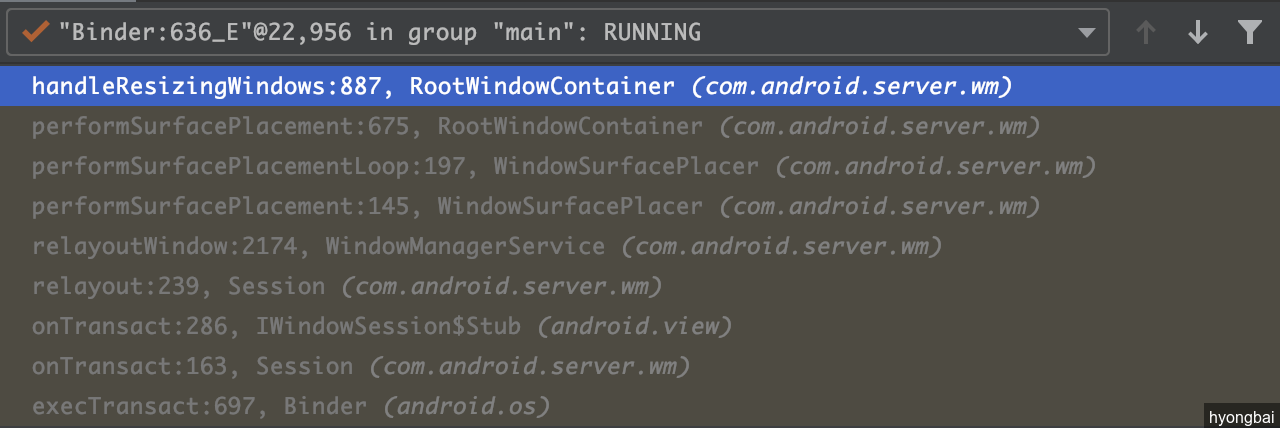 "Binder:636_E"@22,956 in group "main": RUNNING
handleResizingWindows:887, RootWindowContainer (com.android.server.wm)
performSurfacePlacement:675, RootWindowContainer (com.android.server.wm)
performSurfacePlacementLoop:197, WindowSurfacePlacer (com.android.server.wm)
performSurfacePlacement:145, WindowSurfacePlacer (com.android.server.wm)
relayoutWindow:2174, WindowManagerService (com.android.server.wm)
relayout:239, Session (com.android.server.wm)
onTransact:286, IWindowSession$Stub (android.view)
onTransact:163, Session (com.android.server.wm)
execTransact:697, Binder (android.os)
hyongbai